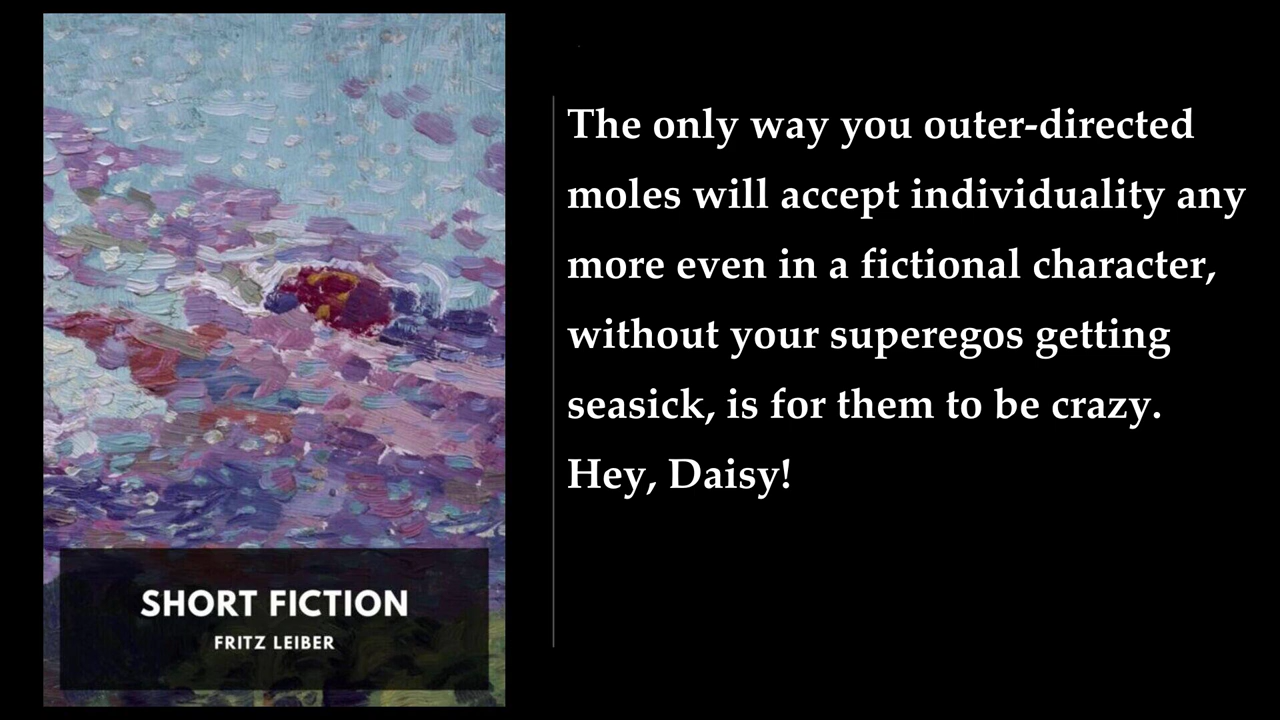 SHORT FICTION
FRITZ LEIBER
The only way you outer-directed
moles will accept individuality any
more even in a fictional character,
without your superegos getting
seasick, is for them to be crazy.
Hey, Daisy!